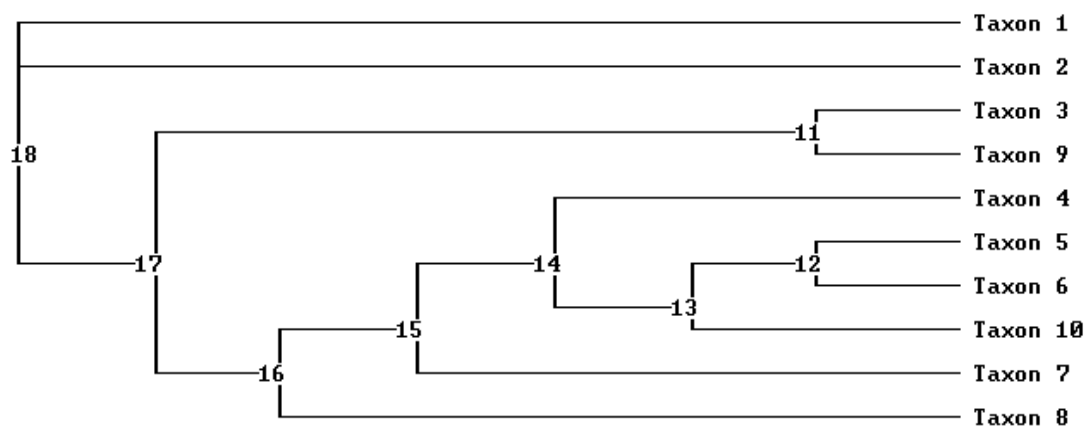 Taxon 1
Taxon 2
Taxon 3
11
18
Taxon 9
Taxon 4
Taxon 5
17
14
12
Taxon 6
13
15
Taxon 10
16
Taxon 7
Taxon 8